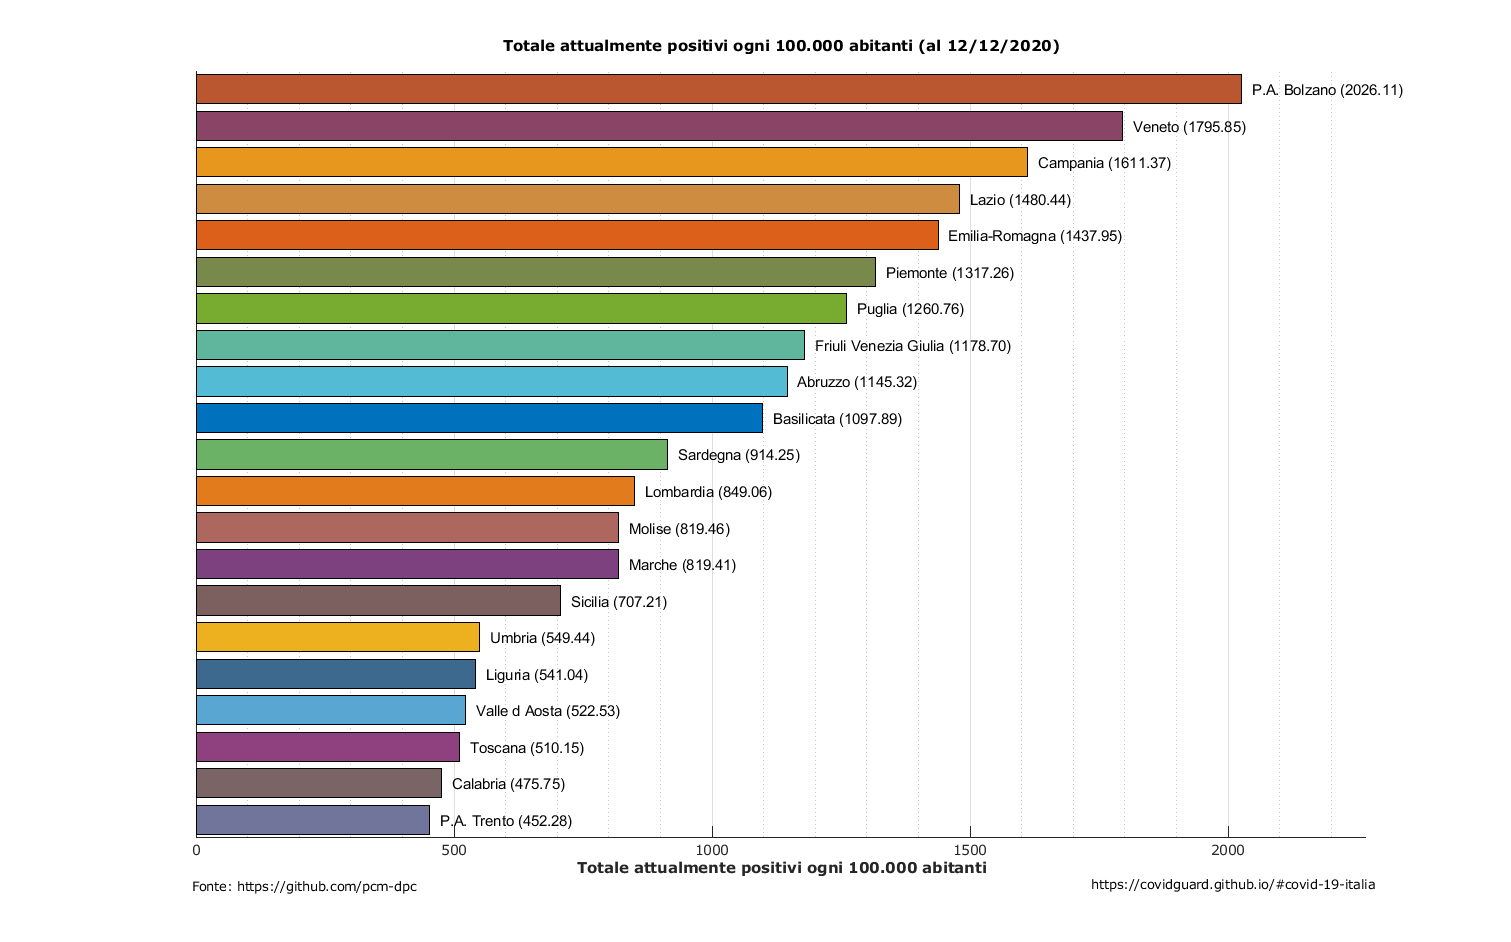 Totale attualmente positivi ogni 100.000 abitanti (al 12/12/2020)
P.A. Bolzano (2026.11)
Veneto (1795.85)
Campania (1611.37)
Lazio (1480.44)
Emilia-Romagna (1437.95)
Piemonte (1317.26)
Puglia (1260.76)
Friuli Venezia Giulia (1178.70)
Abruzzo (1145.32)
Basilicata (1097.89)
Sardegna (914.25)
Lombardia (849.06)
Molise (819.46)
Marche (819.41)
Sicilia (707.21)
Umbria (549.44)
Liguria (541.04)
Valle d Aosta (522.53)
Toscana (510.15)
Calabria (475.75)
P.A. Trento (452.28)
0 500 1000 1500 2000
Totale attualmente positivi ogni 100.000 abitanti
Fonte: https://github.com/pcm-dpc
https://covidguard.github.io/#covid-19-italia